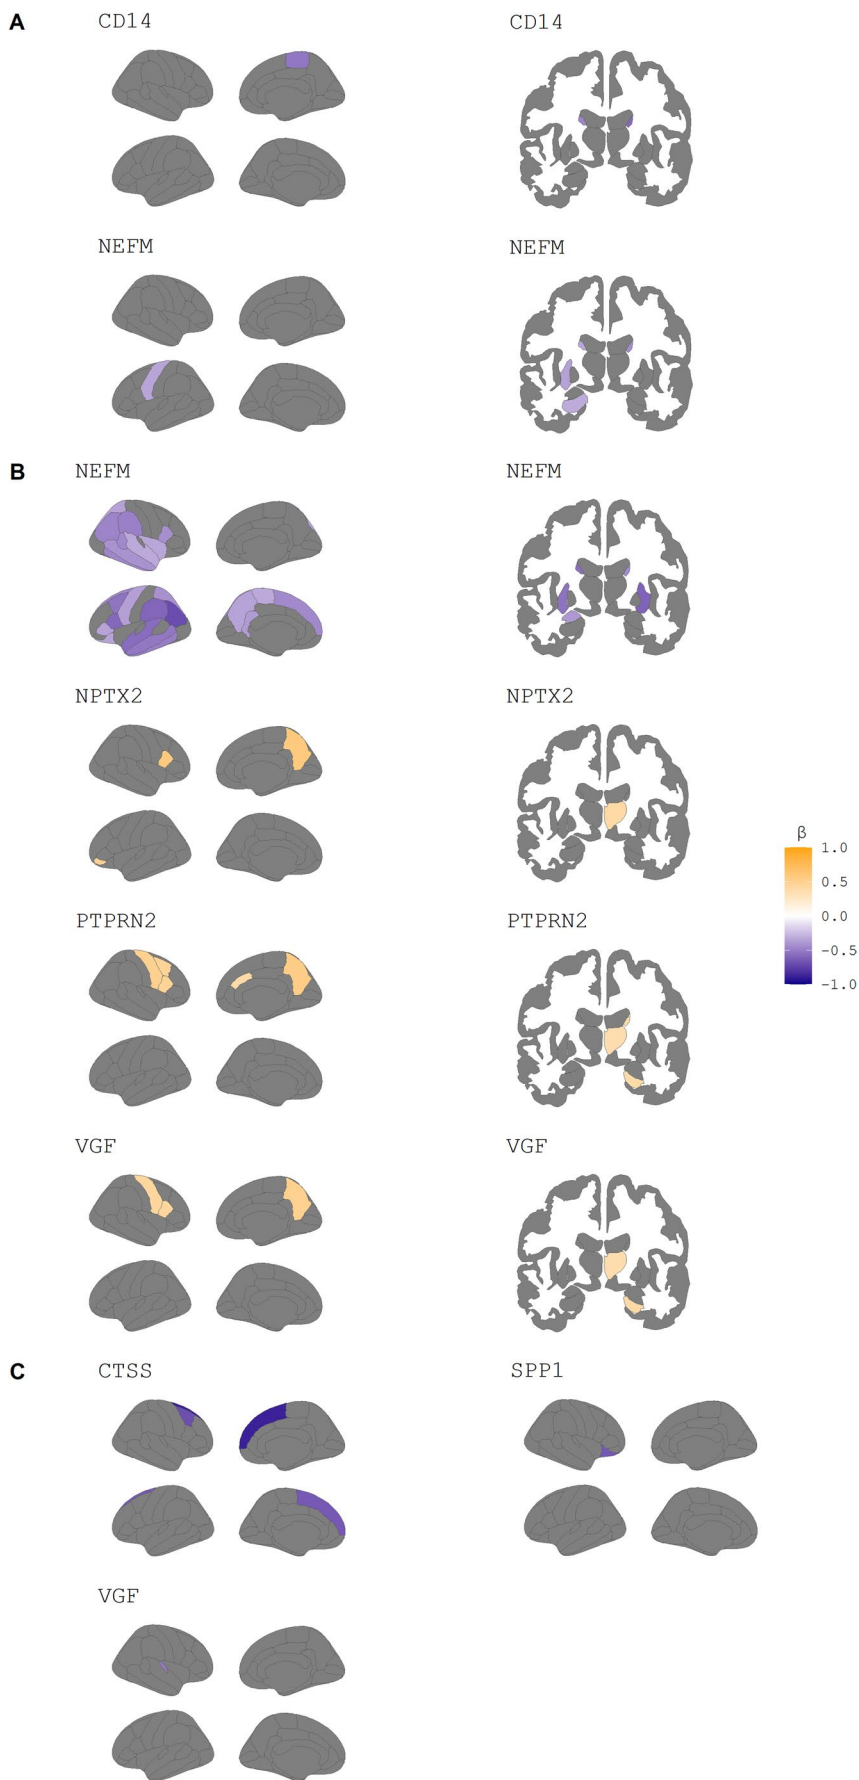 A CD14 CD14
NEFM NEFM
B NEFM NEFM
NPTX2 NPTX2
β
1.0
0.5
0.0
-0.5
-1.0
PTPRN2 PTPRN2
VGF VGF
C CTSS SPP1
VGF